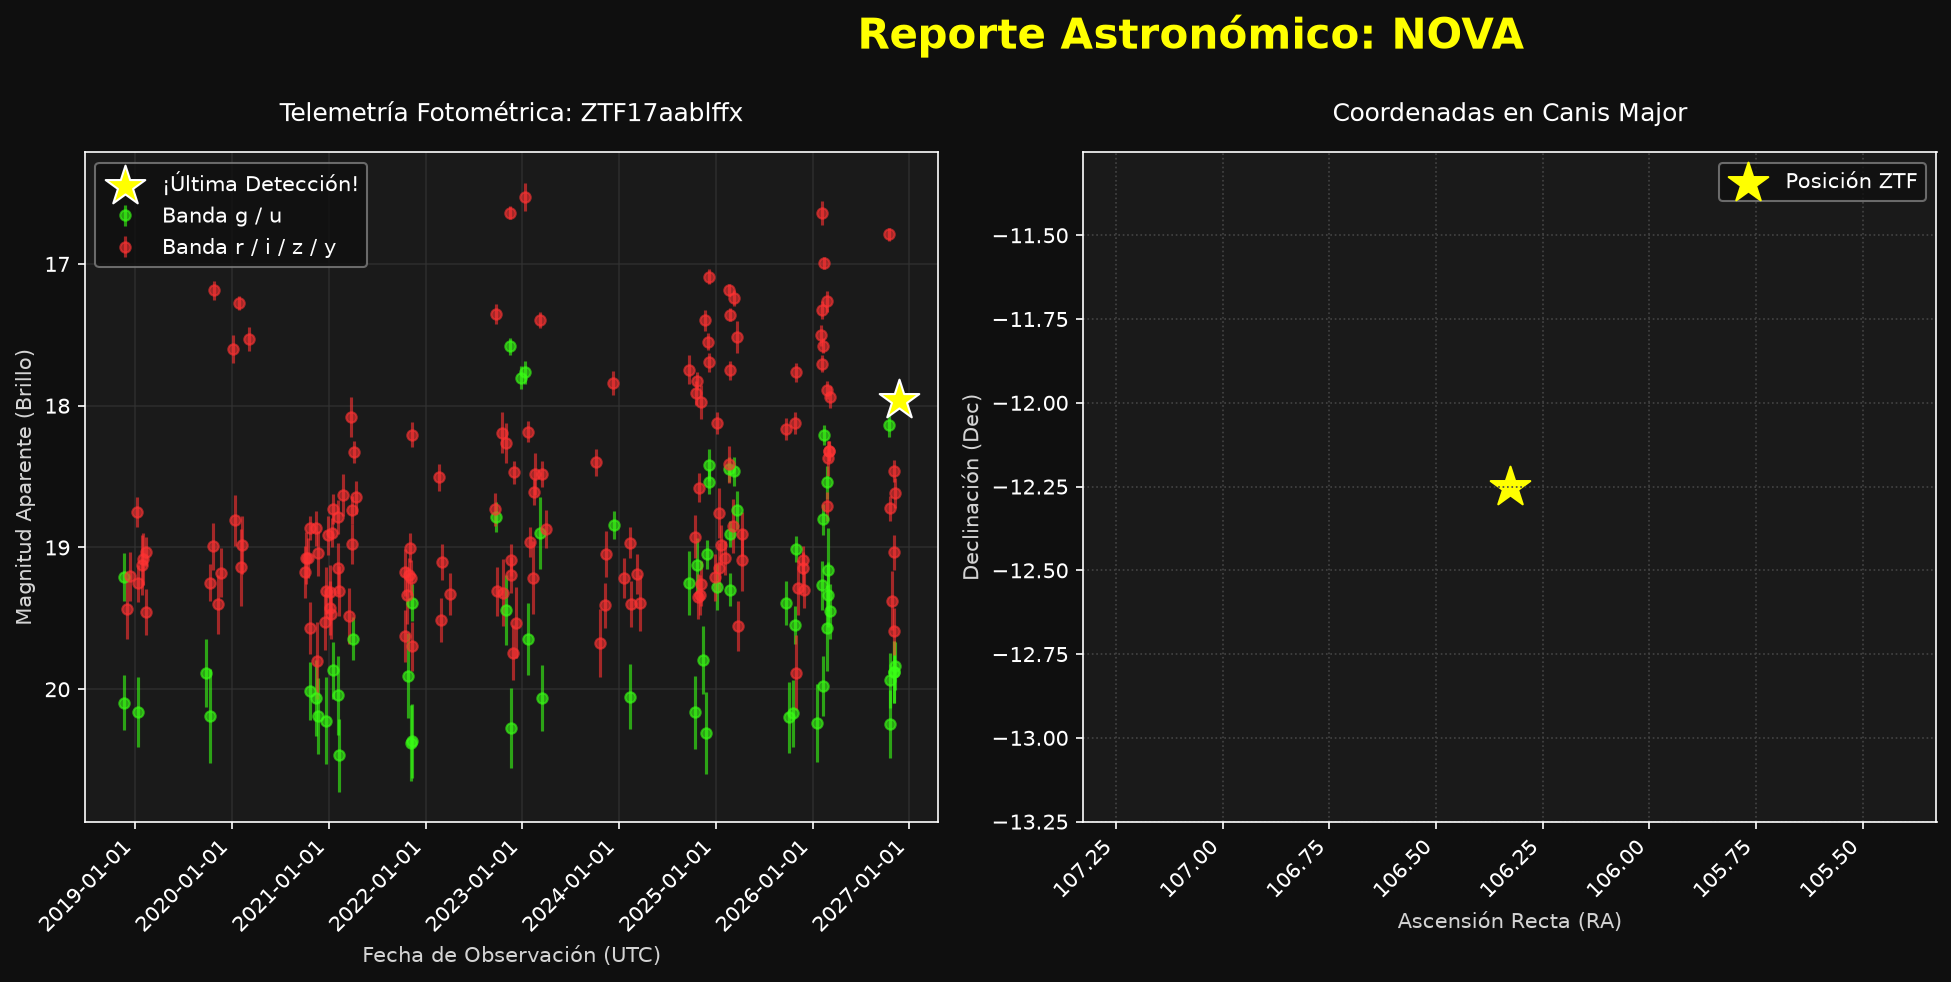 Reporte Astronómico: NOVA
Telemetría Fotométrica: ZTF17aablffx
¡Última Detección!
Banda g / u
Banda r / i / z / y
Magnitud Aparente (Brillo)
17
18
19
20
2019-01-01
2020-01-01
2021-01-01
2022-01-01
2023-01-01
2024-01-01
2025-01-01
2026-01-01
2027-01-01
Fecha de Observación (UTC)
Coordenadas en Canis Major
Posición ZTF
Declinación (Dec)
−11.50
−11.75
−12.00
−12.25
−12.50
−12.75
−13.00
−13.25
107.25
107.00
106.75
106.50
106.25
106.00
105.75
105.50
Ascensión Recta (RA)